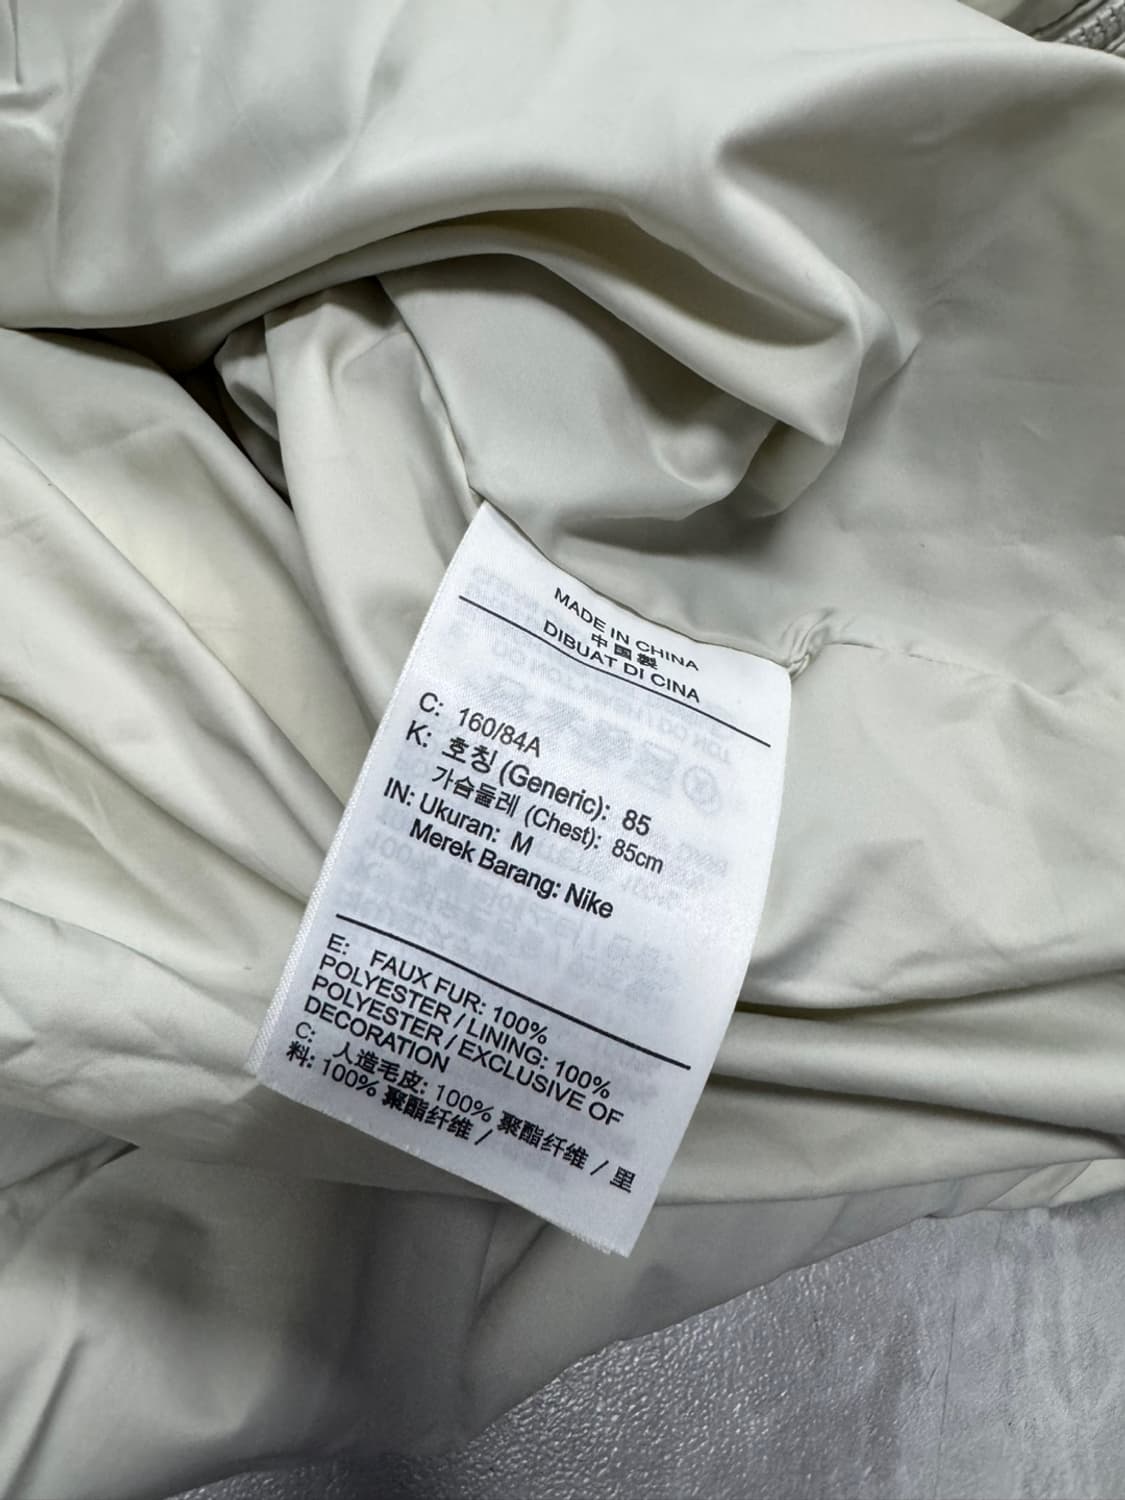 MADE IN CHINA
中国製
DIBUAT DI CINA
C: 160/84A
K: 호칭 (Generic): 85
가슴둘레 (Chest): 85cm
IN: Ukuran: M
Merek Barang: Nike
E: FAUX FUR: 100%
POLYESTER / LINING: 100%
POLYESTER / EXCLUSIVE OF
DECORATION
C: 人造毛皮: 100% 聚酯纤维 / 里
料: 100% 聚酯纤维 /